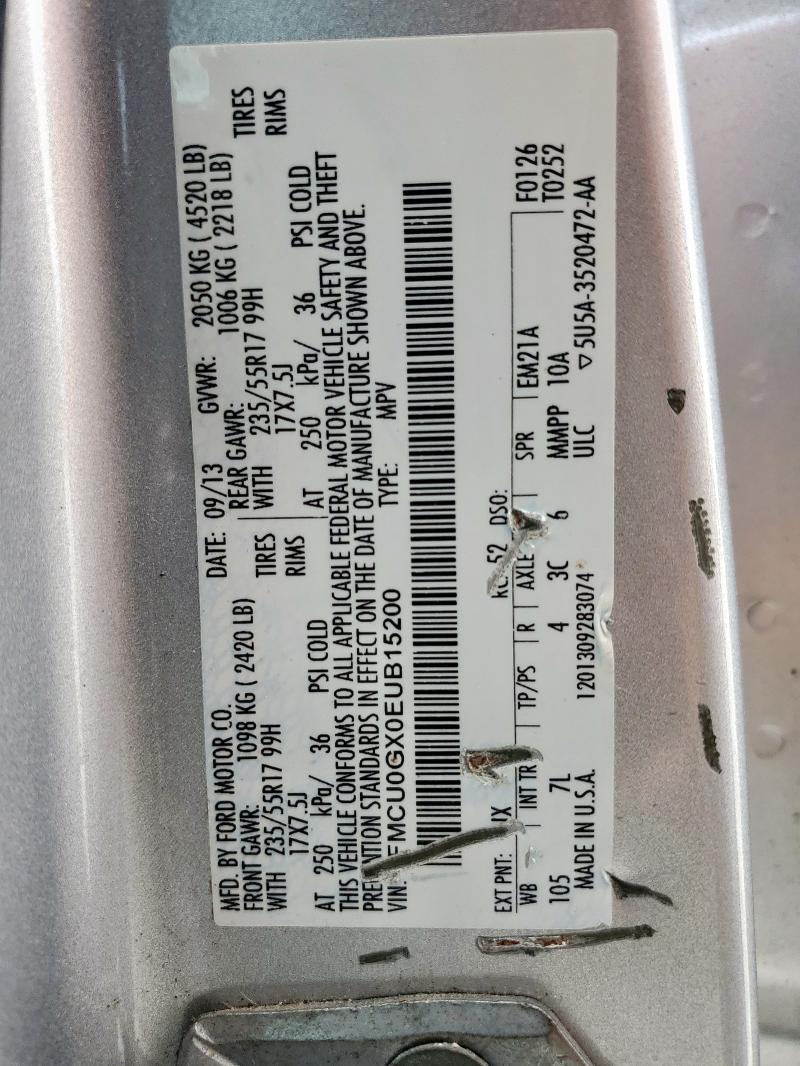 MFD. BY FORD MOTOR CO.
DATE: 09/13 GVWR: 2050 KG ( 4520 LB)
FRONT GAWR: 1098 KG ( 2420 LB)
REAR GAWR: 1006 KG ( 2218 LB)
WITH 235/55R17 99H TIRES
WITH 235/55R17 99H TIRES
17X7.5J RIMS
17X7.5J RIMS
AT 250 kPa/ 36 PSI COLD
AT 250 kPa/ 36 PSI COLD
THIS VEHICLE CONFORMS TO ALL APPLICABLE FEDERAL MOTOR VEHICLE SAFETY AND THEFT
STANDARDS IN EFFECT ON THE DATE OF MANUFACTURE SHOWN ABOVE.
VIN: FMCU0GX0EUB15200 TYPE: MPV
EXT PNT: UX 52 DSO:
WB INT TR TP/PS R AXLE SPR EM21A F0126
105 7L 4 3C 6 MMPP 10A T0252
MADE IN U.S.A. 1201309283074 ULC ▽5U5A-3520472-AA